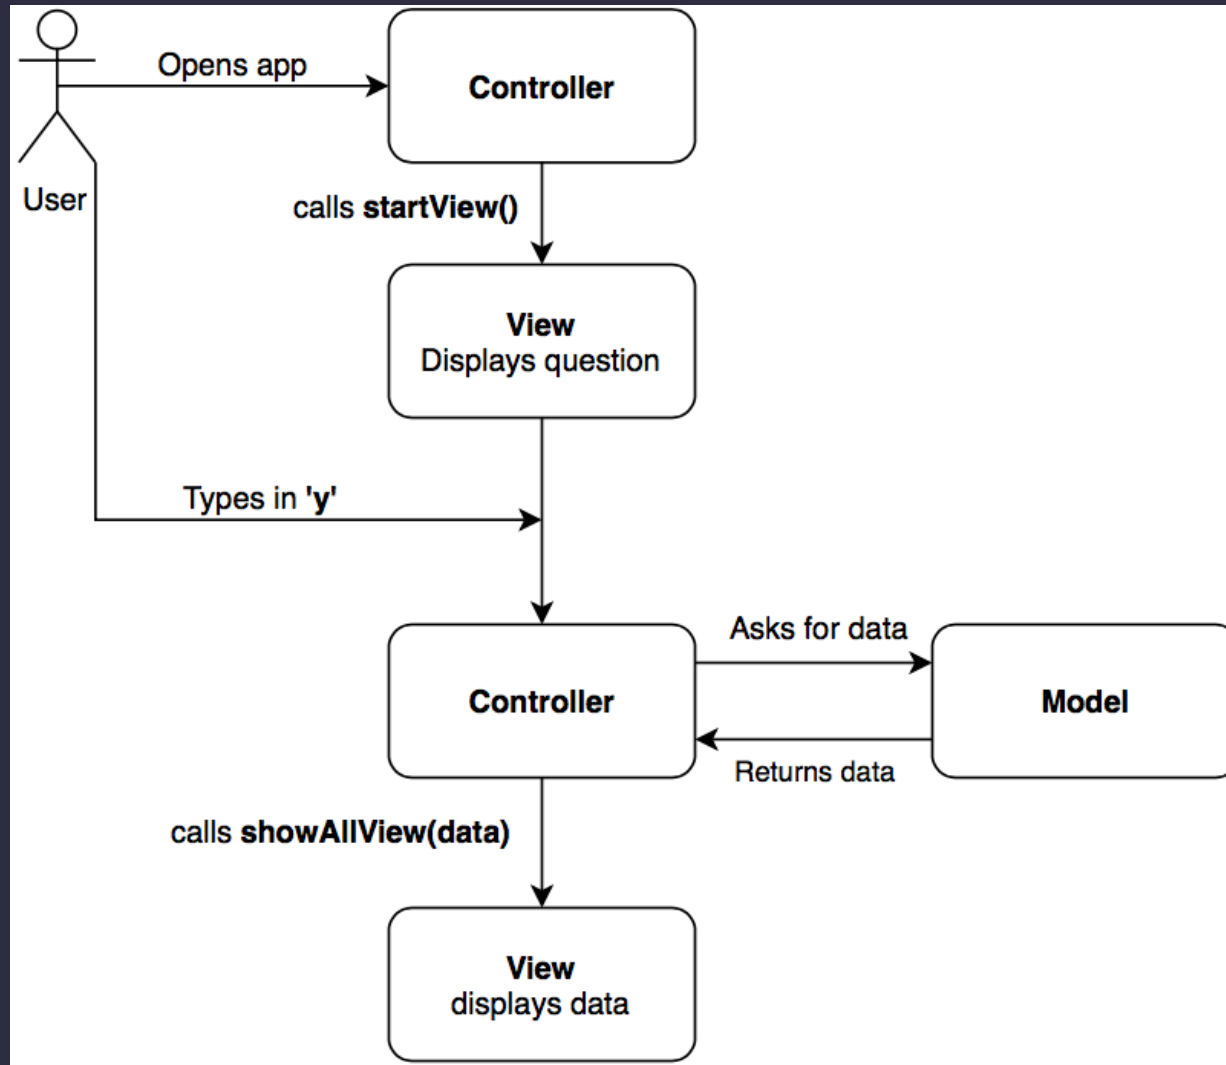 Opens app
Controller
User
calls startView()
View
Displays question
Types in 'y'
Asks for data
Controller
Model
Returns data
calls showAllView(data)
View
displays data